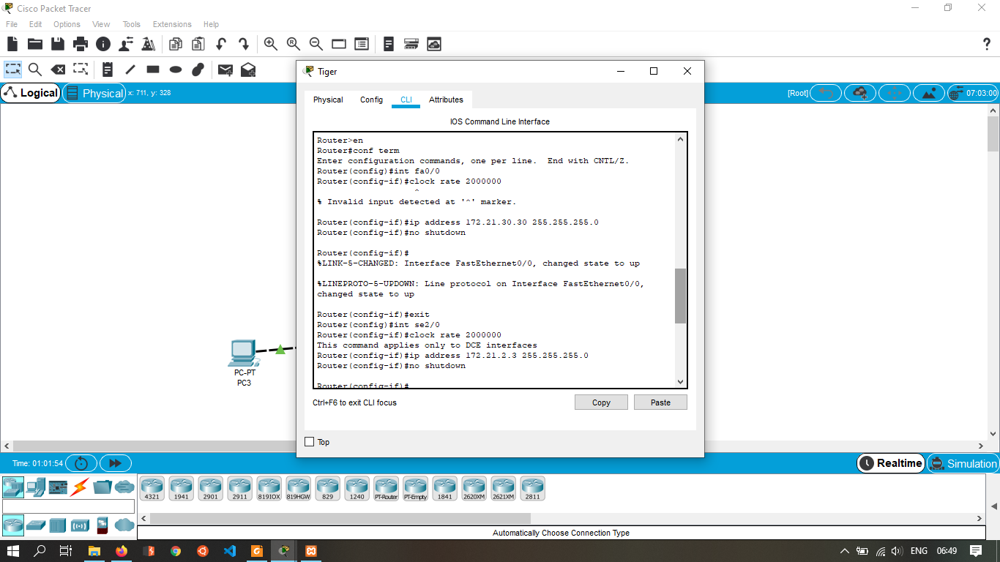 Cisco Packet Tracer
File Edit Options View Tools Extensions Help
Logical
Physical
x: 711, y: 328
[Root]
07:03:00
Tiger
Physical Config CLI Attributes
IOS Command Line Interface
Router>en
Router#conf term
Enter configuration commands, one per line.  End with CNTL/Z.
Router(config)#int fa0/0
Router(config-if)#clock rate 2000000
^
% Invalid input detected at '^' marker.
Router(config-if)#ip address 172.21.30.30 255.255.255.0
Router(config-if)#no shutdown
Router(config-if)#
%LINK-5-CHANGED: Interface FastEthernet0/0, changed state to up
%LINEPROTO-5-UPDOWN: Line protocol on Interface FastEthernet0/0,
changed state to up
Router(config-if)#exit
Router(config)#int se2/0
Router(config-if)#clock rate 2000000
This command applies only to DCE interfaces
Router(config-if)#ip address 172.21.2.3 255.255.255.0
Router(config-if)#no shutdown
Router(config-if)#
Ctrl+F6 to exit CLI focus
Copy
Paste
Top
PC-PT
PC3
Time: 01:01:54
Realtime
Simulation
4321 1941 2901 2911 819IOX 819HGW 829 1240 PT-Router PT-Empty 1841 2620XM 2621XM 2811
Automatically Choose Connection Type
ENG 06:49